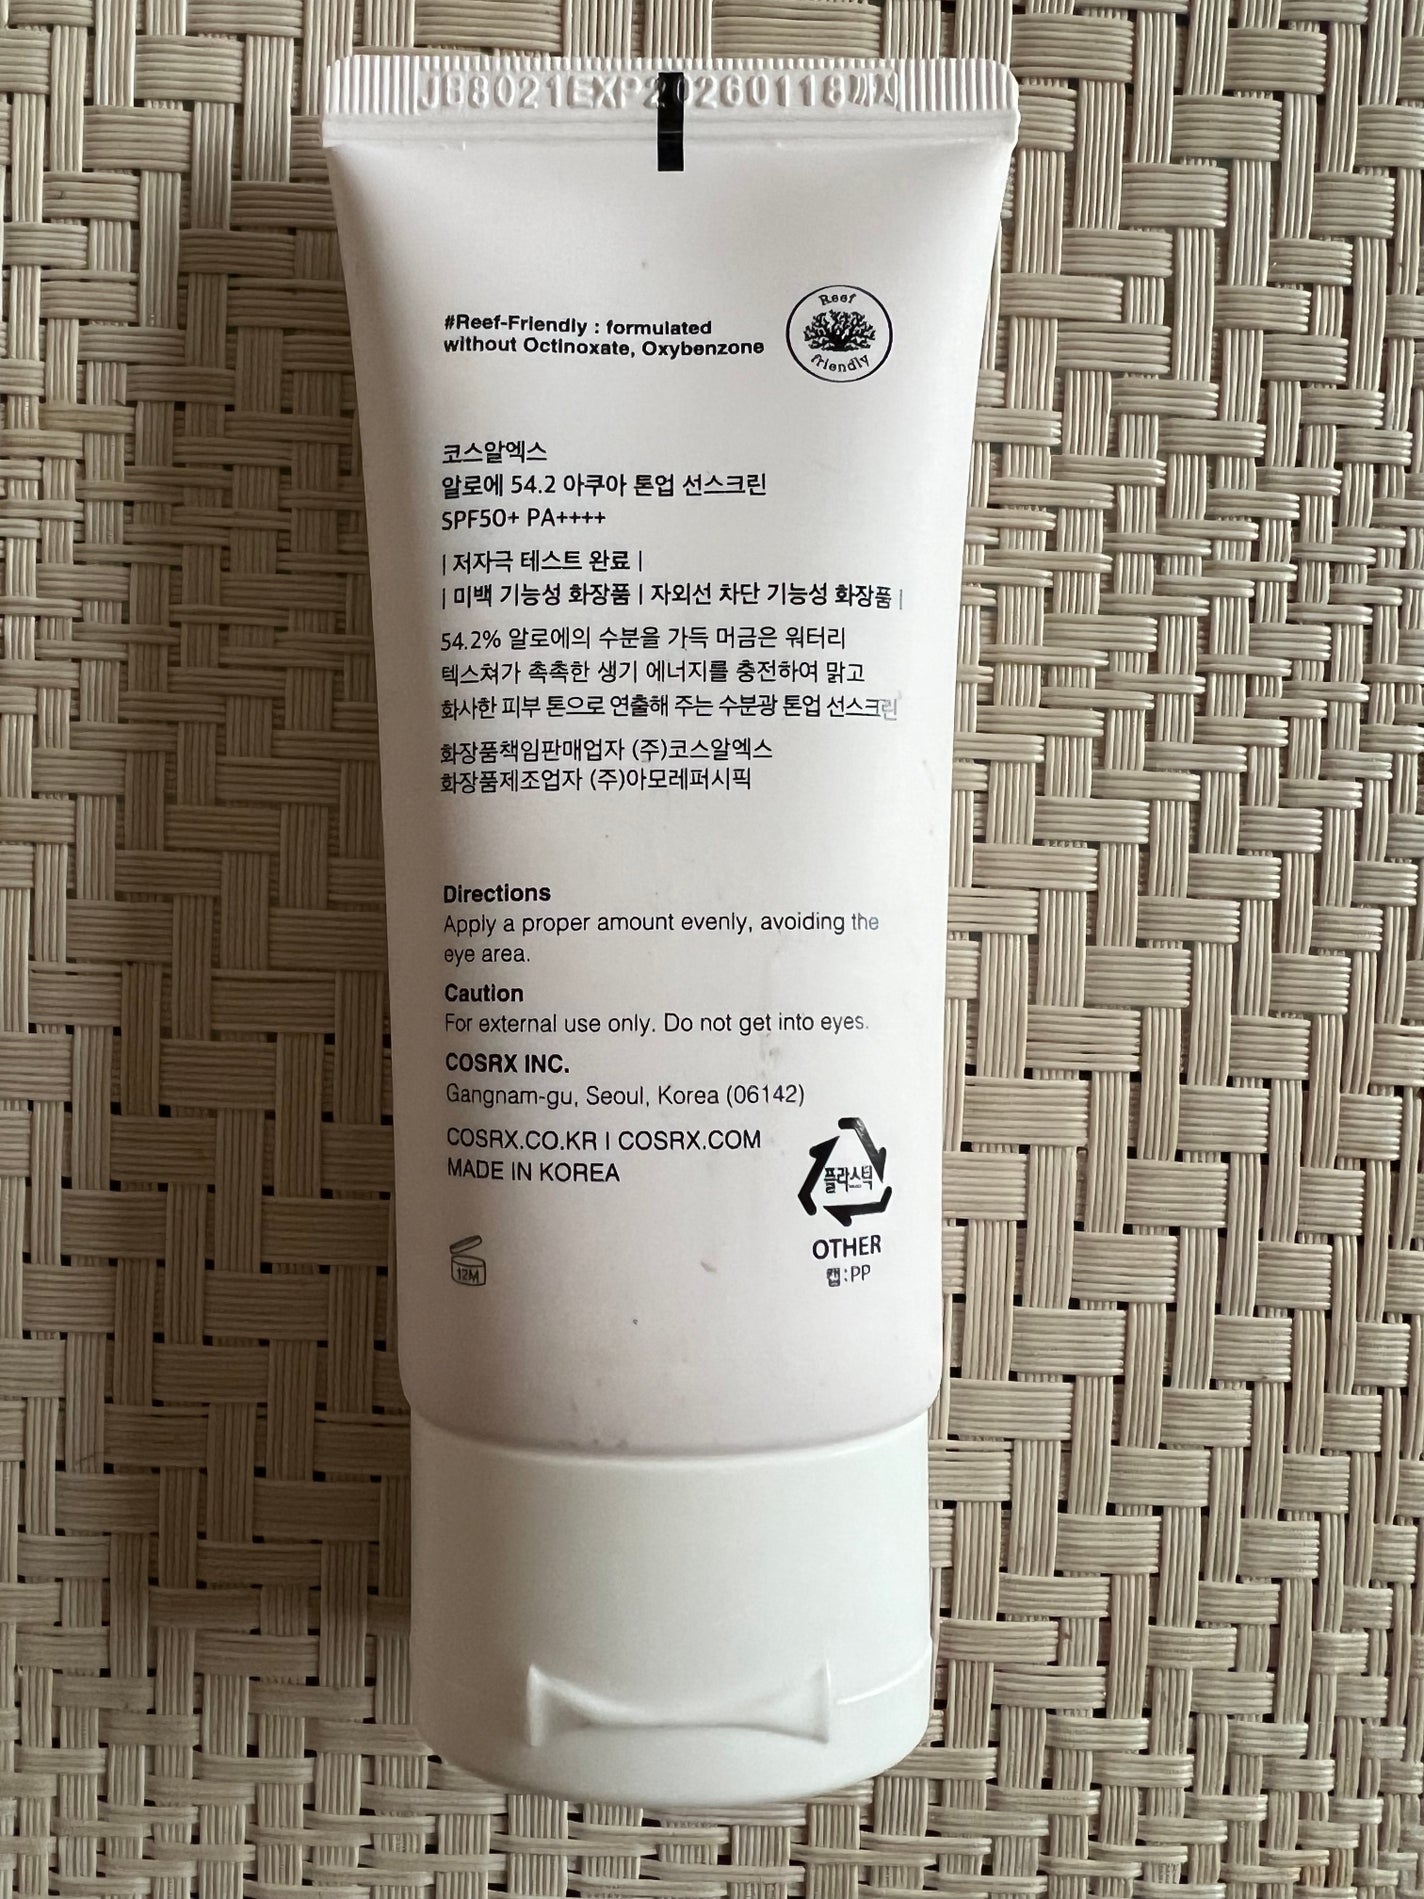 JB8021EXP20260118까지
#Reef-Friendly : formulated
without Octinoxate, Oxybenzone
Reef
friendly
코스알엑스
알로에 54.2 아쿠아 톤업 선스크린
SPF50+ PA++++
| 저자극 테스트 완료 |
| 미백 기능성 화장품 | 자외선 차단 기능성 화장품 |
54.2% 알로에의 수분을 가득 머금은 워터리
텍스쳐가 촉촉한 생기 에너지를 충전하여 맑고
화사한 피부 톤으로 연출해 주는 수분광 톤업 선스크린
화장품책임판매업자 (주)코스알엑스
화장품제조업자 (주)아모레퍼시픽
Directions
Apply a proper amount evenly, avoiding the
eye area.
Caution
For external use only. Do not get into eyes.
COSRX INC.
Gangnam-gu, Seoul, Korea (06142)
COSRX.CO.KR | COSRX.COM
MADE IN KOREA
플라스틱
OTHER
캡:PP
12M